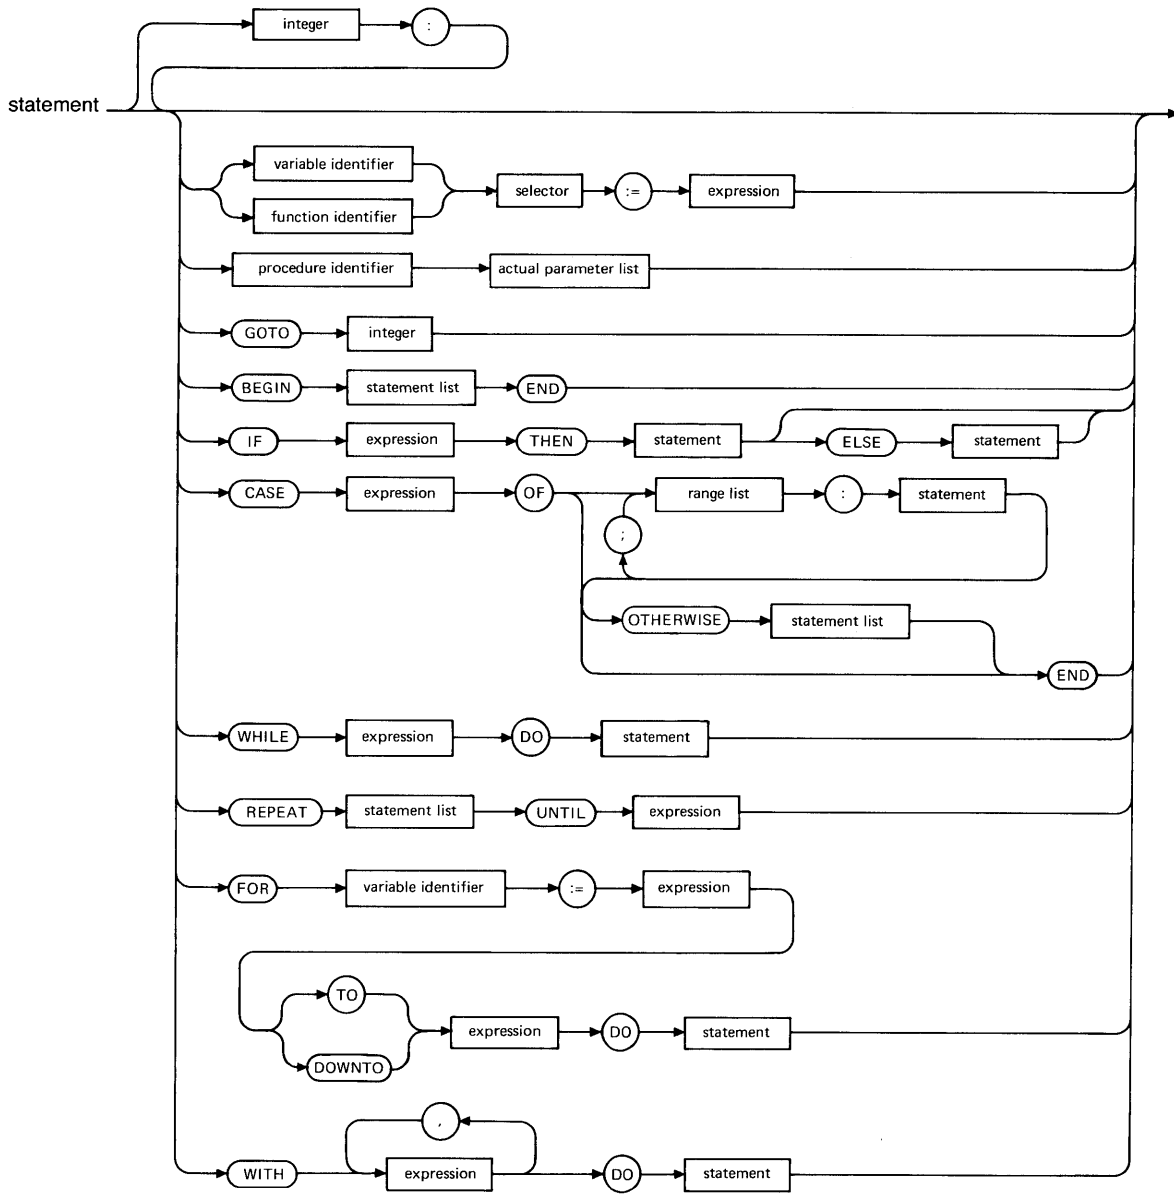 integer :
statement
variable identifier
function identifier
selector := expression
procedure identifier actual parameter list
GOTO integer
BEGIN statement list END
IF expression THEN statement ELSE statement
CASE expression OF range list : statement
;
OTHERWISE statement list
END
WHILE expression DO statement
REPEAT statement list UNTIL expression
FOR variable identifier := expression
TO
DOWNTO
expression DO statement
,
WITH expression DO statement